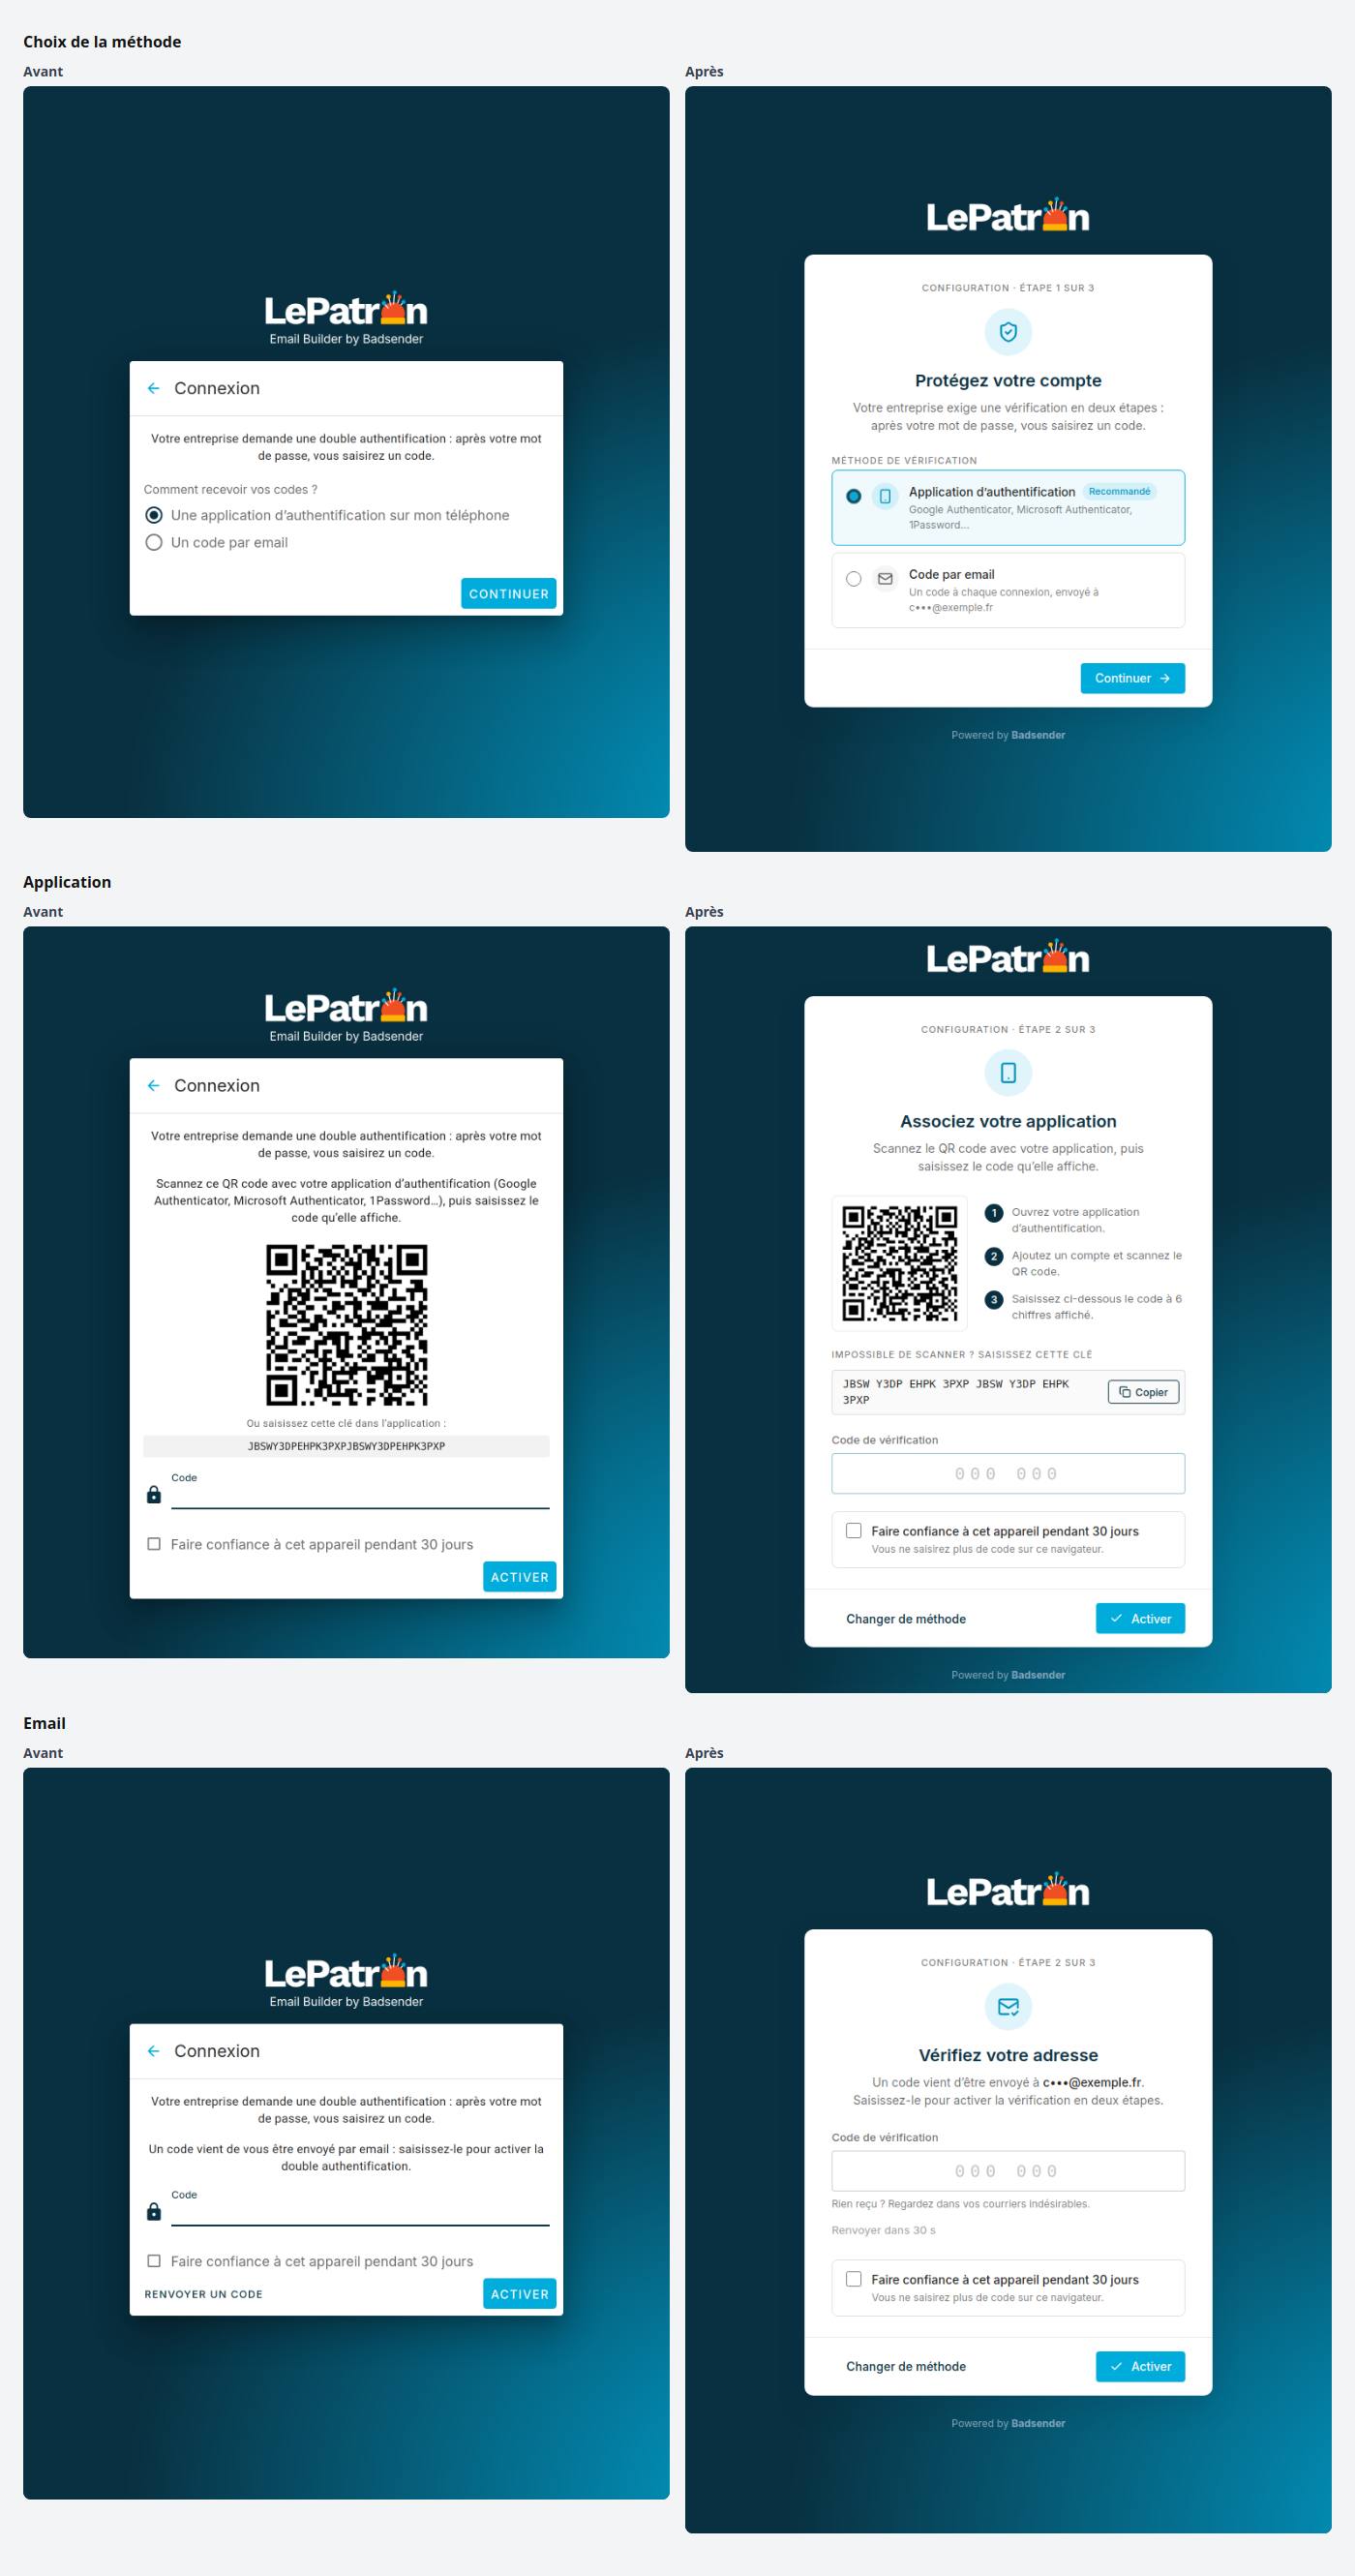 Choix de la méthode
Avant
LePatron
Email Builder by Badsender
Connexion
Votre entreprise demande une double authentification : après votre mot
de passe, vous saisirez un code.
Comment recevoir vos codes ?
Une application d’authentification sur mon téléphone
Un code par email
CONTINUER
Après
LePatron
CONFIGURATION · ÉTAPE 1 SUR 3
Protégez votre compte
Votre entreprise exige une vérification en deux étapes :
après votre mot de passe, vous saisirez un code.
MÉTHODE DE VÉRIFICATION
Application d’authentification Recommandé
Google Authenticator, Microsoft Authenticator,
1Password…
Code par email
Un code à chaque connexion, envoyé à
c•••@exemple.fr
Continuer
Powered by Badsender
Application
Avant
LePatron
Email Builder by Badsender
Connexion
Votre entreprise demande une double authentification : après votre mot
de passe, vous saisirez un code.
Scannez ce QR code avec votre application d’authentification (Google
Authenticator, Microsoft Authenticator, 1Password…), puis saisissez le
code qu’elle affiche.
Ou saisissez cette clé dans l’application :
JBSWY3DPEHPK3PXPJBSWY3DPEHPK3PXP
Code
Faire confiance à cet appareil pendant 30 jours
ACTIVER
Après
LePatron
CONFIGURATION · ÉTAPE 2 SUR 3
Associez votre application
Scannez le QR code avec votre application, puis
saisissez le code qu’elle affiche.
1 Ouvrez votre application
d’authentification.
2 Ajoutez un compte et scannez le
QR code.
3 Saisissez ci-dessous le code à 6
chiffres affiché.
IMPOSSIBLE DE SCANNER ? SAISISSEZ CETTE CLÉ
JBSW Y3DP EHPK 3PXP JBSW Y3DP EHPK
3PXP
Copier
Code de vérification
000 000
Faire confiance à cet appareil pendant 30 jours
Vous ne saisirez plus de code sur ce navigateur.
Changer de méthode
Activer
Powered by Badsender
Email
Avant
LePatron
Email Builder by Badsender
Connexion
Votre entreprise demande une double authentification : après votre mot
de passe, vous saisirez un code.
Un code vient de vous être envoyé par email : saisissez-le pour activer la
double authentification.
Code
Faire confiance à cet appareil pendant 30 jours
RENVOYER UN CODE
ACTIVER
Après
LePatron
CONFIGURATION · ÉTAPE 2 SUR 3
Vérifiez votre adresse
Un code vient d’être envoyé à c•••@exemple.fr.
Saisissez-le pour activer la vérification en deux étapes.
Code de vérification
000 000
Rien reçu ? Regardez dans vos courriers indésirables.
Renvoyer dans 30 s
Faire confiance à cet appareil pendant 30 jours
Vous ne saisirez plus de code sur ce navigateur.
Changer de méthode
Activer
Powered by Badsender